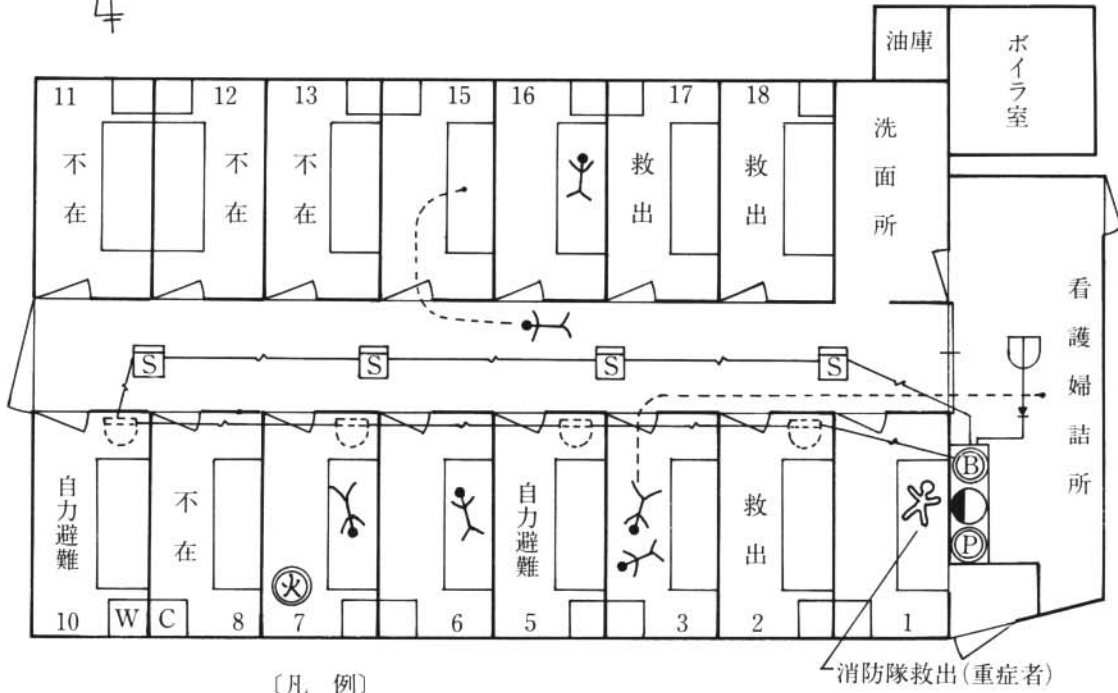 油庫
ボイラ室
11
12
13
15
16
17
18
不在
不在
不在
救出
救出
洗面所
看護婦詰所
S
S
S
S
B
P
自力避難
不在
火
自力避難
救出
10
W
C
8
7
6
5
3
2
1
消防隊救出(重症者)
〔凡例〕